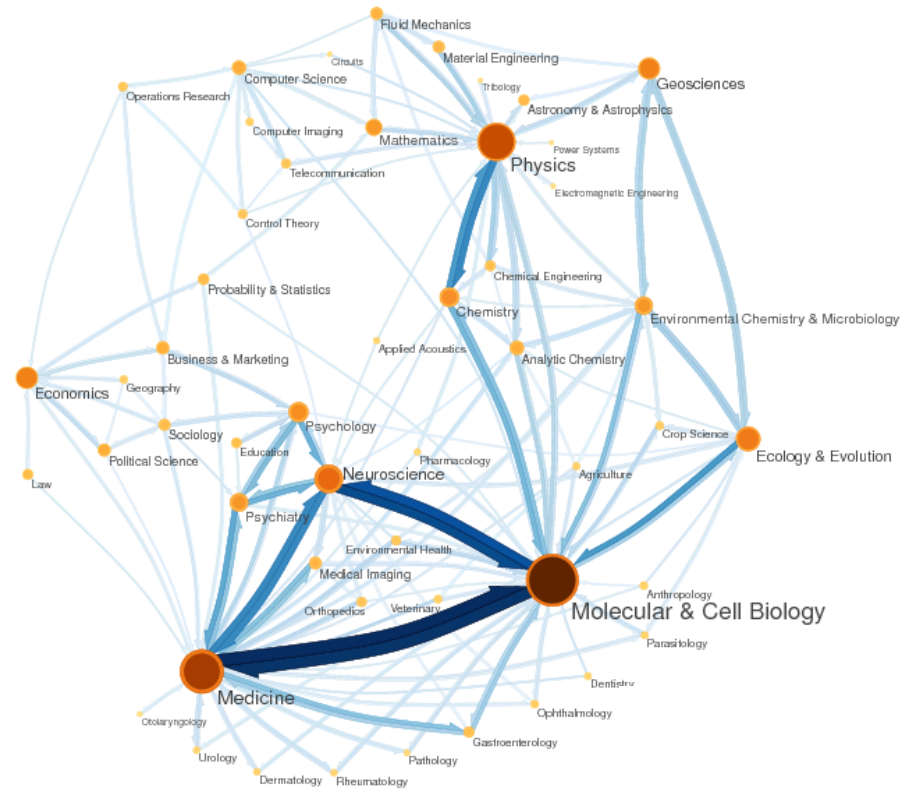 Fluid Mechanics
Circuits
Material Engineering
Computer Science
Geosciences
Tribology
Operations Research
Astronomy & Astrophysics
Computer Imaging
Mathematics
Power Systems
Physics
Telecommunication
Electromagnetic Engineering
Control Theory
Chemical Engineering
Probability & Statistics
Chemistry
Environmental Chemistry & Microbiology
Applied Acoustics
Business & Marketing
Analytic Chemistry
Geography
Economics
Psychology
Sociology
Crop Science
Education
Ecology & Evolution
Political Science
Pharmacology
Neuroscience
Agriculture
Law
Psychiatry
Environmental Health
Medical Imaging
Anthropology
Orthopedics
Veterinary
Molecular & Cell Biology
Parasitology
Dentistry
Medicine
Ophthalmology
Otolaryngology
Gastroenterology
Urology
Pathology
Dermatology
Rheumatology